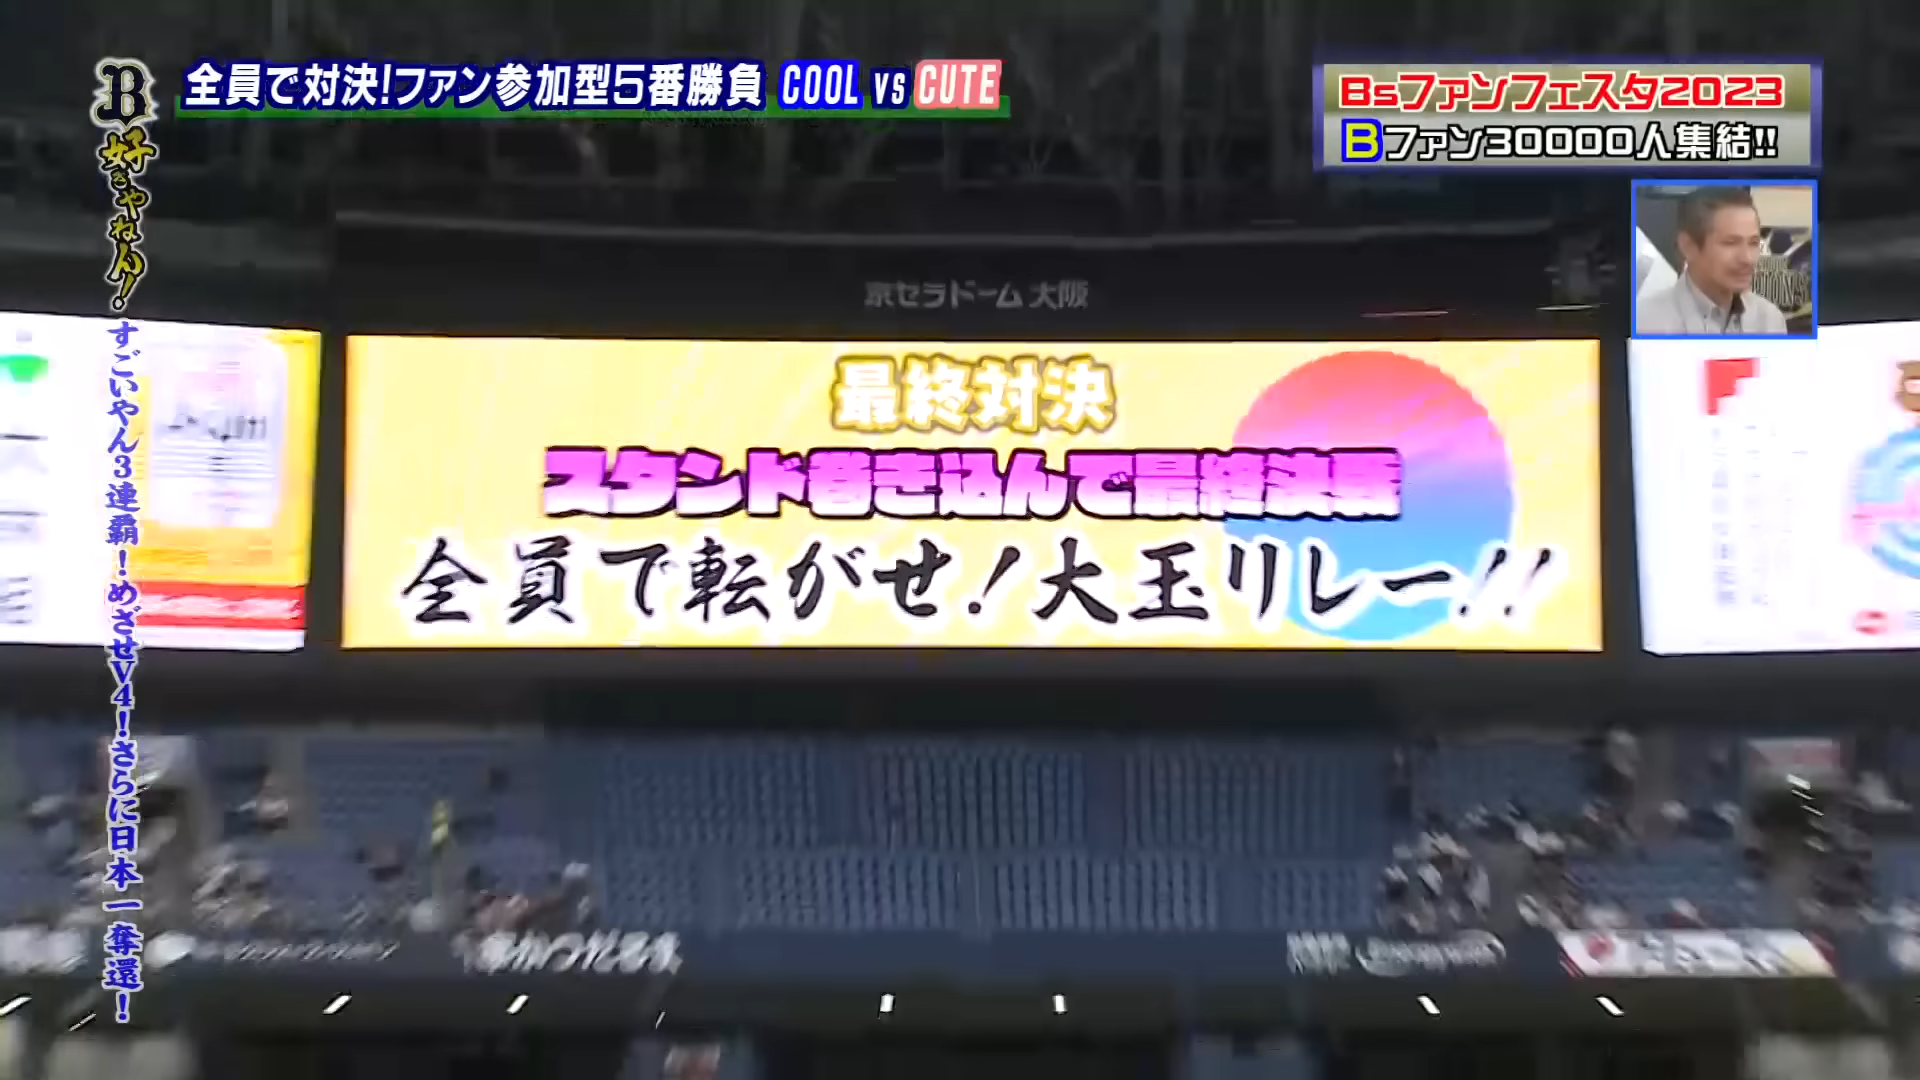 B好きやねん!すごいやん3連覇!めざせV4!さらに日本一奪還!
全員で対決!ファン参加型5番勝負 COOL vs CUTE
Bsファンフェスタ2023
Bファン30000人集結!!
京セラドーム 大阪
最終対決
スタンド巻き込んで最終決戦
全員で転がせ!大玉リレー!!